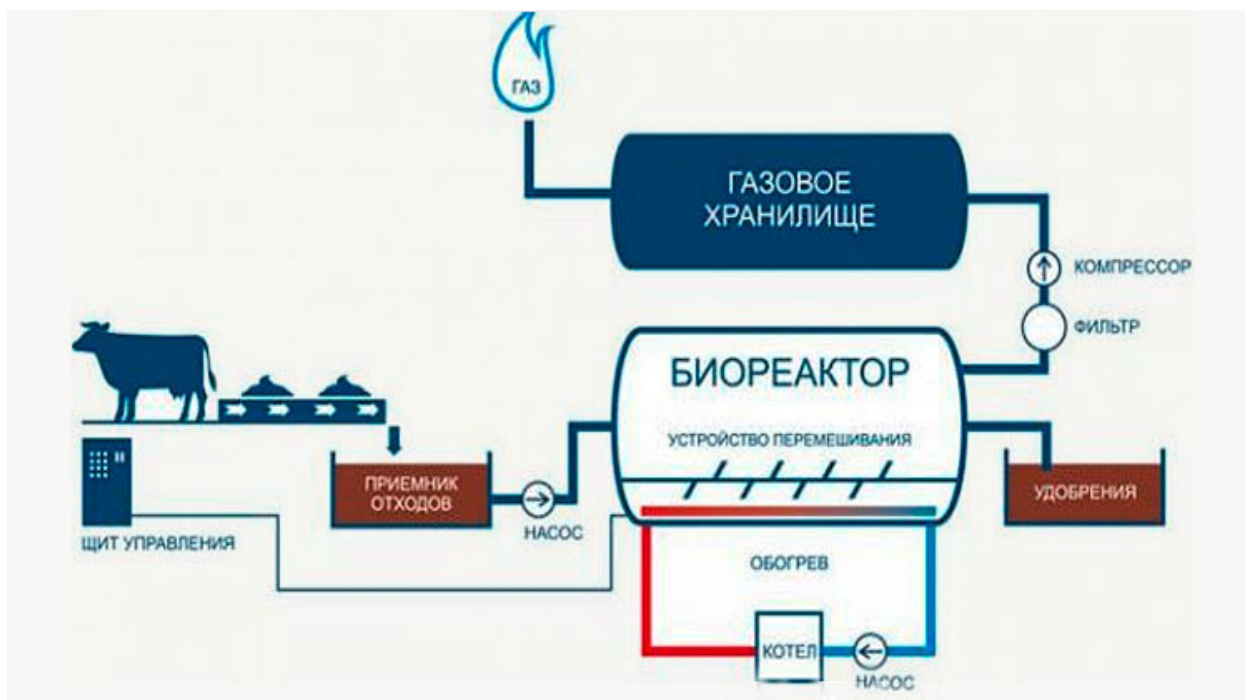 ГАЗ
ГАЗОВОЕ
ХРАНИЛИЩЕ
КОМПРЕССОР
ФИЛЬТР
БИОРЕАКТОР
УСТРОЙСТВО ПЕРЕМЕШИВАНИЯ
ПРИЕМНИК
ОТХОДОВ
УДОБРЕНИЯ
НАСОС
ЩИТ УПРАВЛЕНИЯ
ОБОГРЕВ
КОТЕЛ
НАСОС